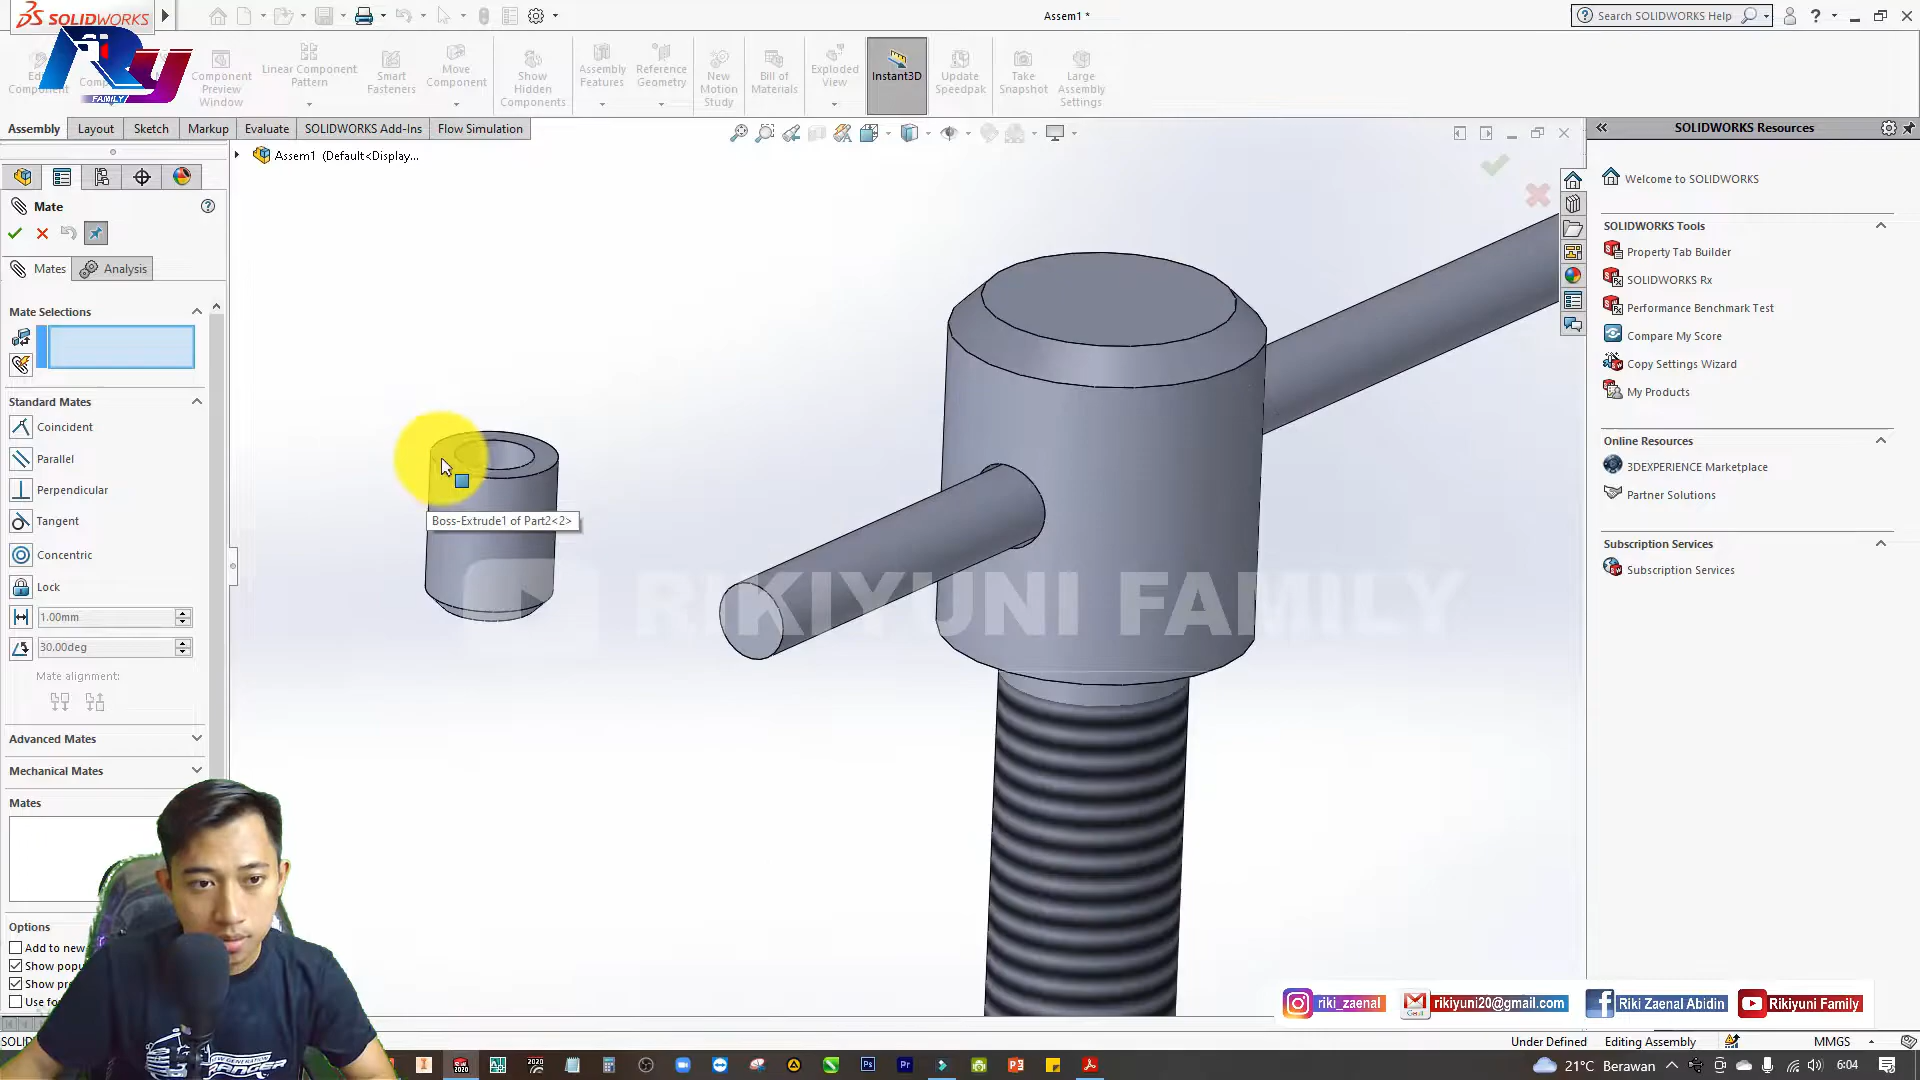 SOLIDWORKS
Assem1 *
Search SOLIDWORKS Help
Ry
FAMILY
Component
Component Preview Window
Linear Component Pattern
Smart Fasteners
Move Component
Show Hidden Components
Assembly Features
Reference Geometry
New Motion Study
Bill of Materials
Exploded View
Instant3D
Update Speedpak
Take Snapshot
Large Assembly Settings
Assembly
Layout
Sketch
Markup
Evaluate
SOLIDWORKS Add-Ins
Flow Simulation
Assem1 (Default<Display...
SOLIDWORKS Resources
Mate
Mates
Analysis
Mate Selections
Standard Mates
Coincident
Parallel
Perpendicular
Tangent
Concentric
Lock
1.00mm
30.00deg
Mate alignment:
Advanced Mates
Mechanical Mates
Mates
Options
Add to new
Show popu
Show pre
Use fo
Boss-Extrude1 of Part2<2>
RIKIYUNI FAMILY
Welcome to SOLIDWORKS
SOLIDWORKS Tools
Property Tab Builder
SOLIDWORKS Rx
Performance Benchmark Test
Compare My Score
Copy Settings Wizard
My Products
Online Resources
3DEXPERIENCE Marketplace
Partner Solutions
Subscription Services
Subscription Services
riki_zaenal
Gmail
rikiyuni20@gmail.com
Riki Zaenal Abidin
Rikiyuni Family
SOLID
Under Defined
Editing Assembly
MMGS
21°C Berawan
6:04